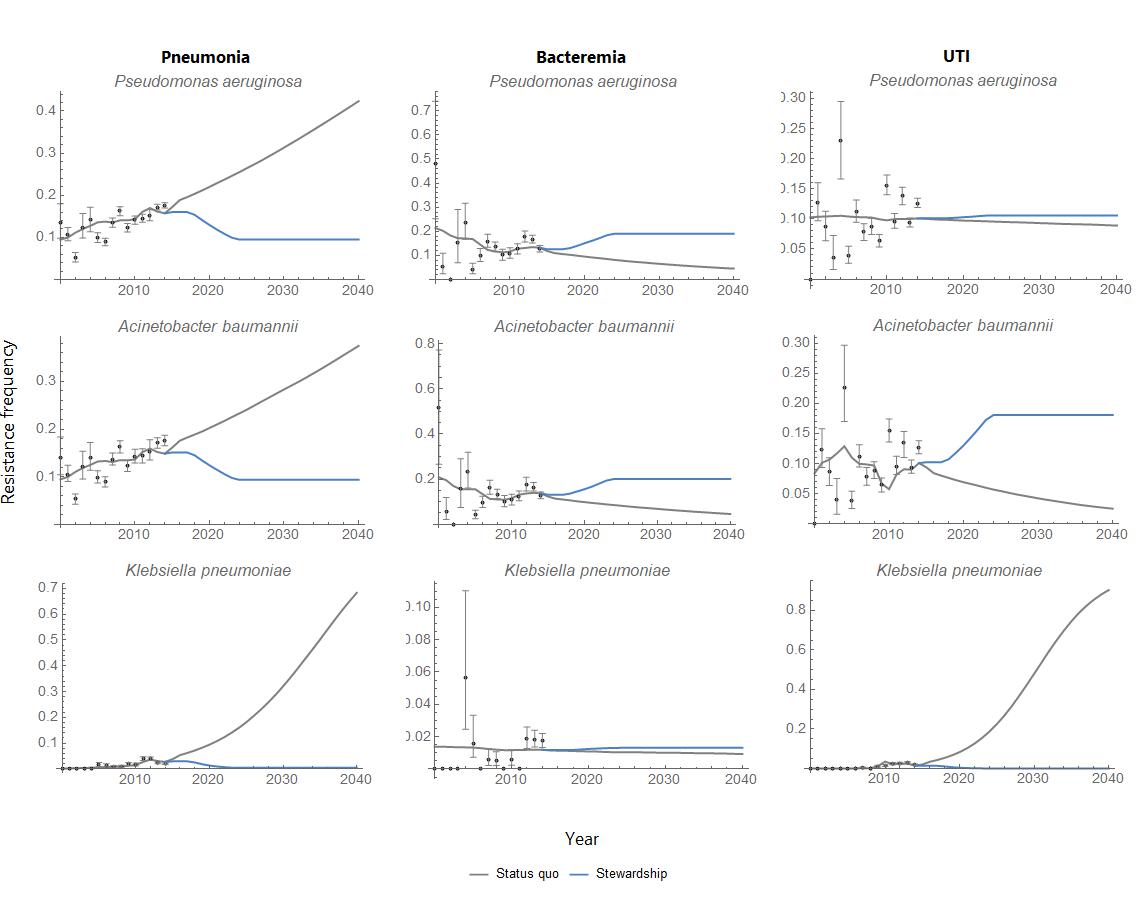 Pneumonia
Bacteremia
UTI
Pseudomonas aeruginosa
Pseudomonas aeruginosa
Pseudomonas aeruginosa
0.4
0.3
0.2
0.1
2010 2020 2030 2040
0.7
0.6
0.5
0.4
0.3
0.2
0.1
2010 2020 2030 2040
0.30
0.25
0.20
0.15
0.10
0.05
2010 2020 2030 2040
Resistance frequency
Acinetobacter baumannii
Acinetobacter baumannii
Acinetobacter baumannii
0.3
0.2
0.1
2010 2020 2030 2040
0.8
0.6
0.4
0.2
2010 2020 2030 2040
0.30
0.25
0.20
0.15
0.10
0.05
2010 2020 2030 2040
Klebsiella pneumoniae
Klebsiella pneumoniae
Klebsiella pneumoniae
0.7
0.6
0.5
0.4
0.3
0.2
0.1
2010 2020 2030 2040
0.10
0.08
0.06
0.04
0.02
2010 2020 2030 2040
0.8
0.6
0.4
0.2
2010 2020 2030 2040
Year
Status quo
Stewardship